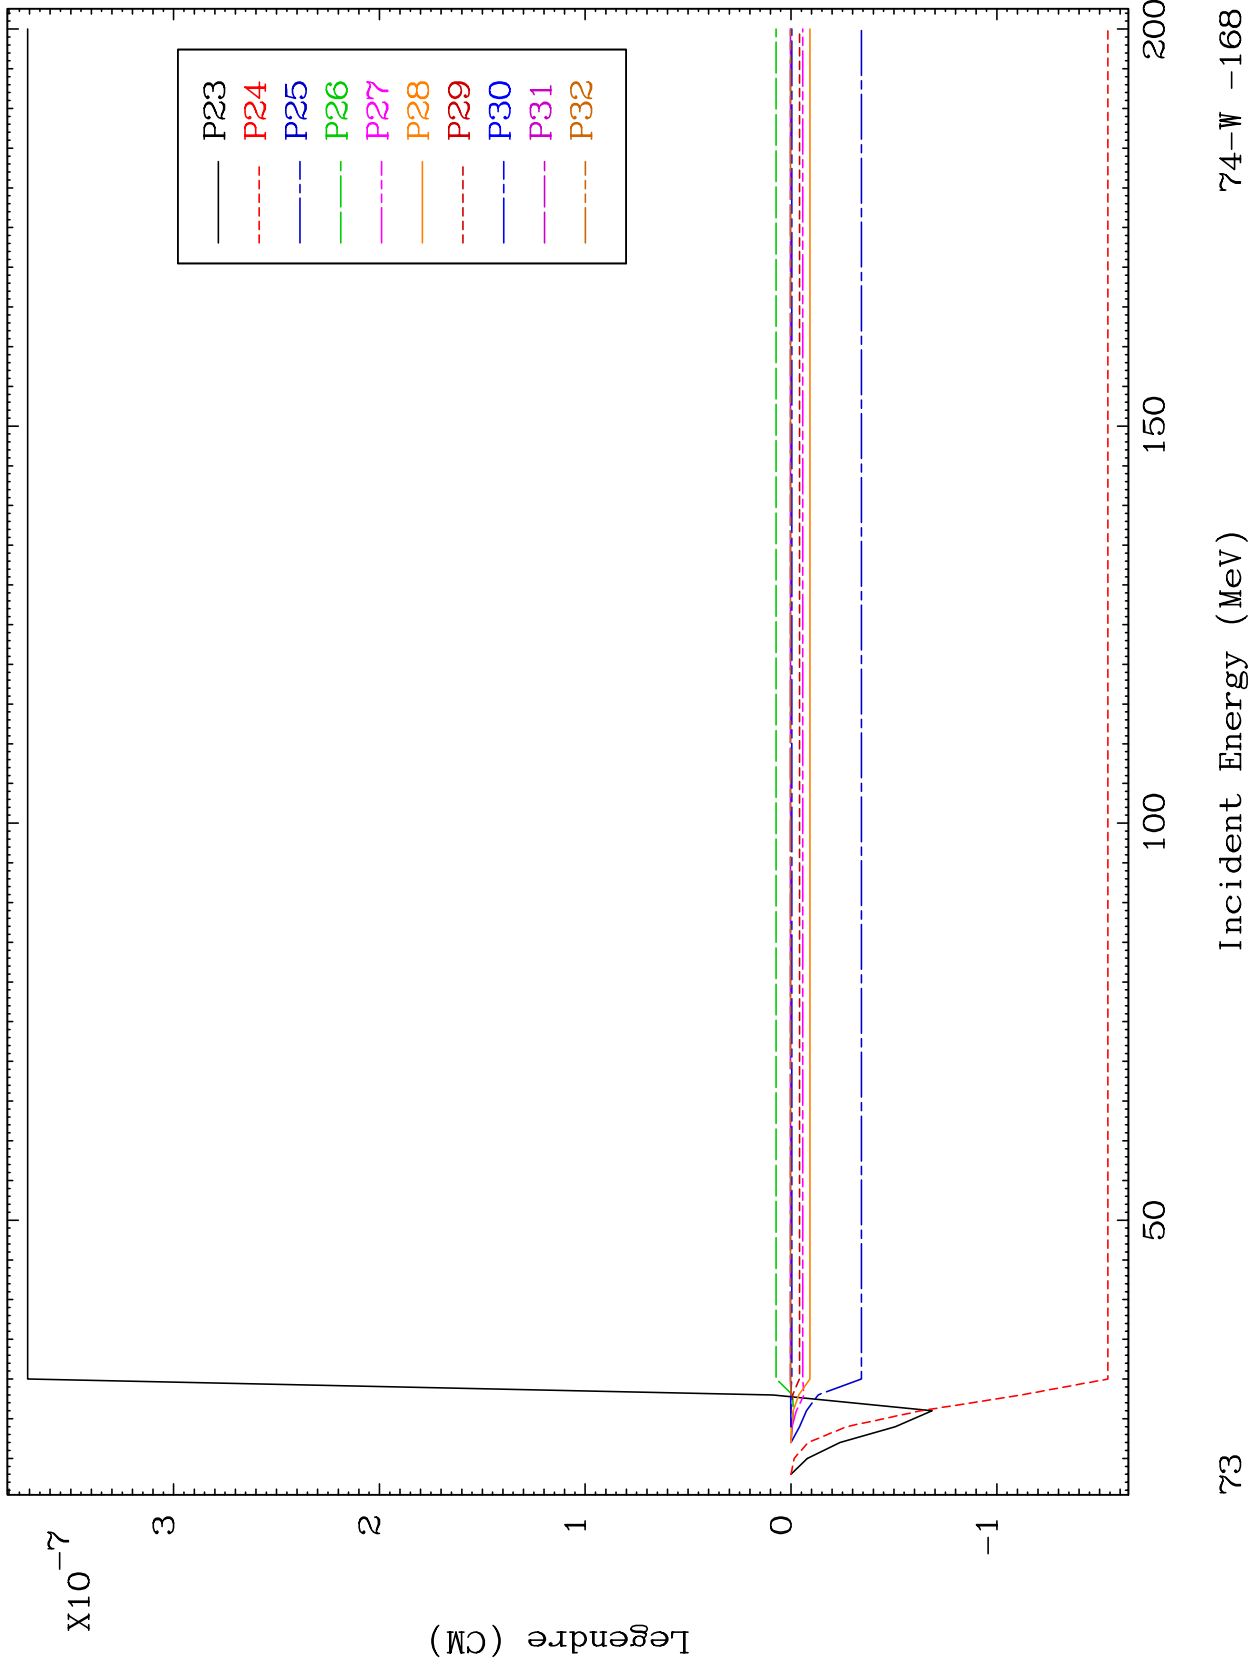 X10-7
3
2
1
0
-1
Legendre (CM)
P23
P24
P25
P26
P27
P28
P29
P30
P31
P32
50
100
150
200
Incident Energy (MeV)
73
74-W -168